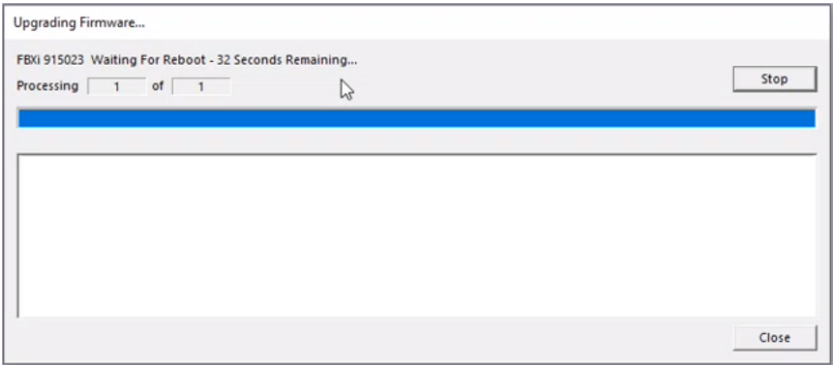 Upgrading Firmware...
FBXi 915023 Waiting For Reboot - 32 Seconds Remaining...
Processing 1 of 1
Stop
Close